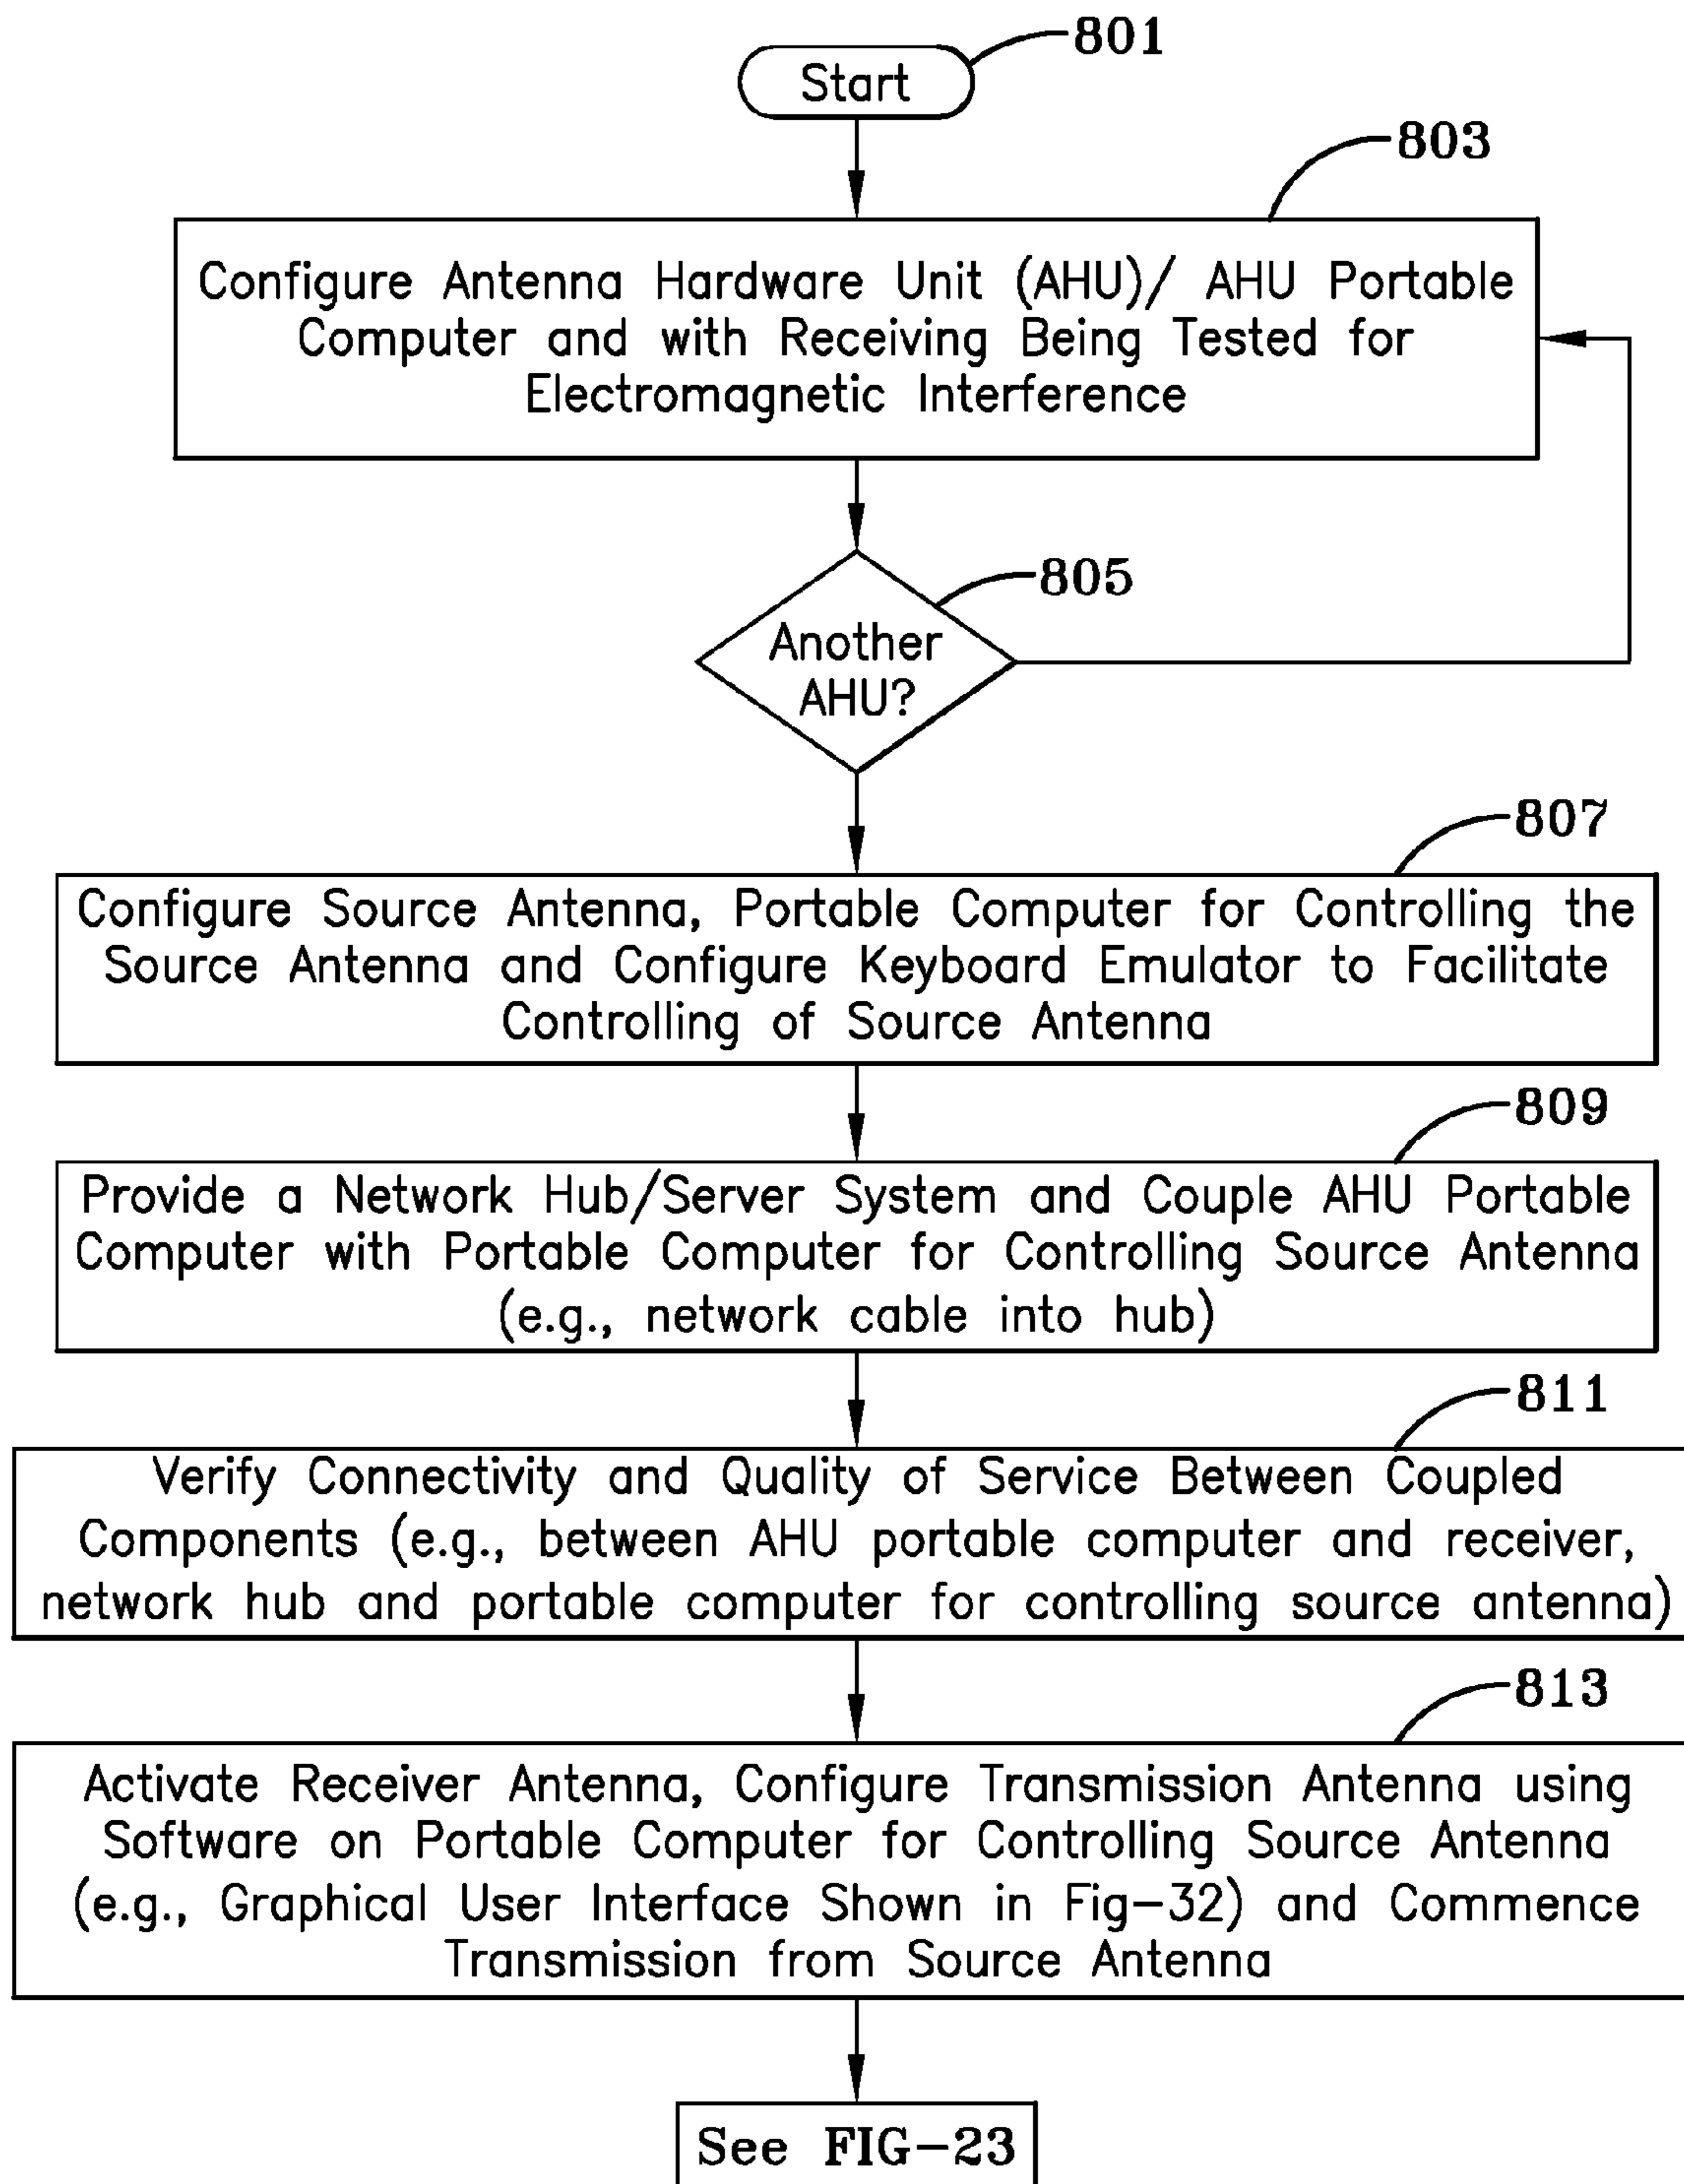 801
Start
803
Configure Antenna Hardware Unit (AHU)/ AHU Portable
Computer and with Receiving Being Tested for
Electromagnetic Interference
805
Another
AHU?
807
Configure Source Antenna, Portable Computer for Controlling the
Source Antenna and Configure Keyboard Emulator to Facilitate
Controlling of Source Antenna
809
Provide a Network Hub/Server System and Couple AHU Portable
Computer with Portable Computer for Controlling Source Antenna
(e.g., network cable into hub)
811
Verify Connectivity and Quality of Service Between Coupled
Components (e.g., between AHU portable computer and receiver,
network hub and portable computer for controlling source antenna)
813
Activate Receiver Antenna, Configure Transmission Antenna using
Software on Portable Computer for Controlling Source Antenna
(e.g., Graphical User Interface Shown in Fig-32) and Commence
Transmission from Source Antenna
See FIG-23